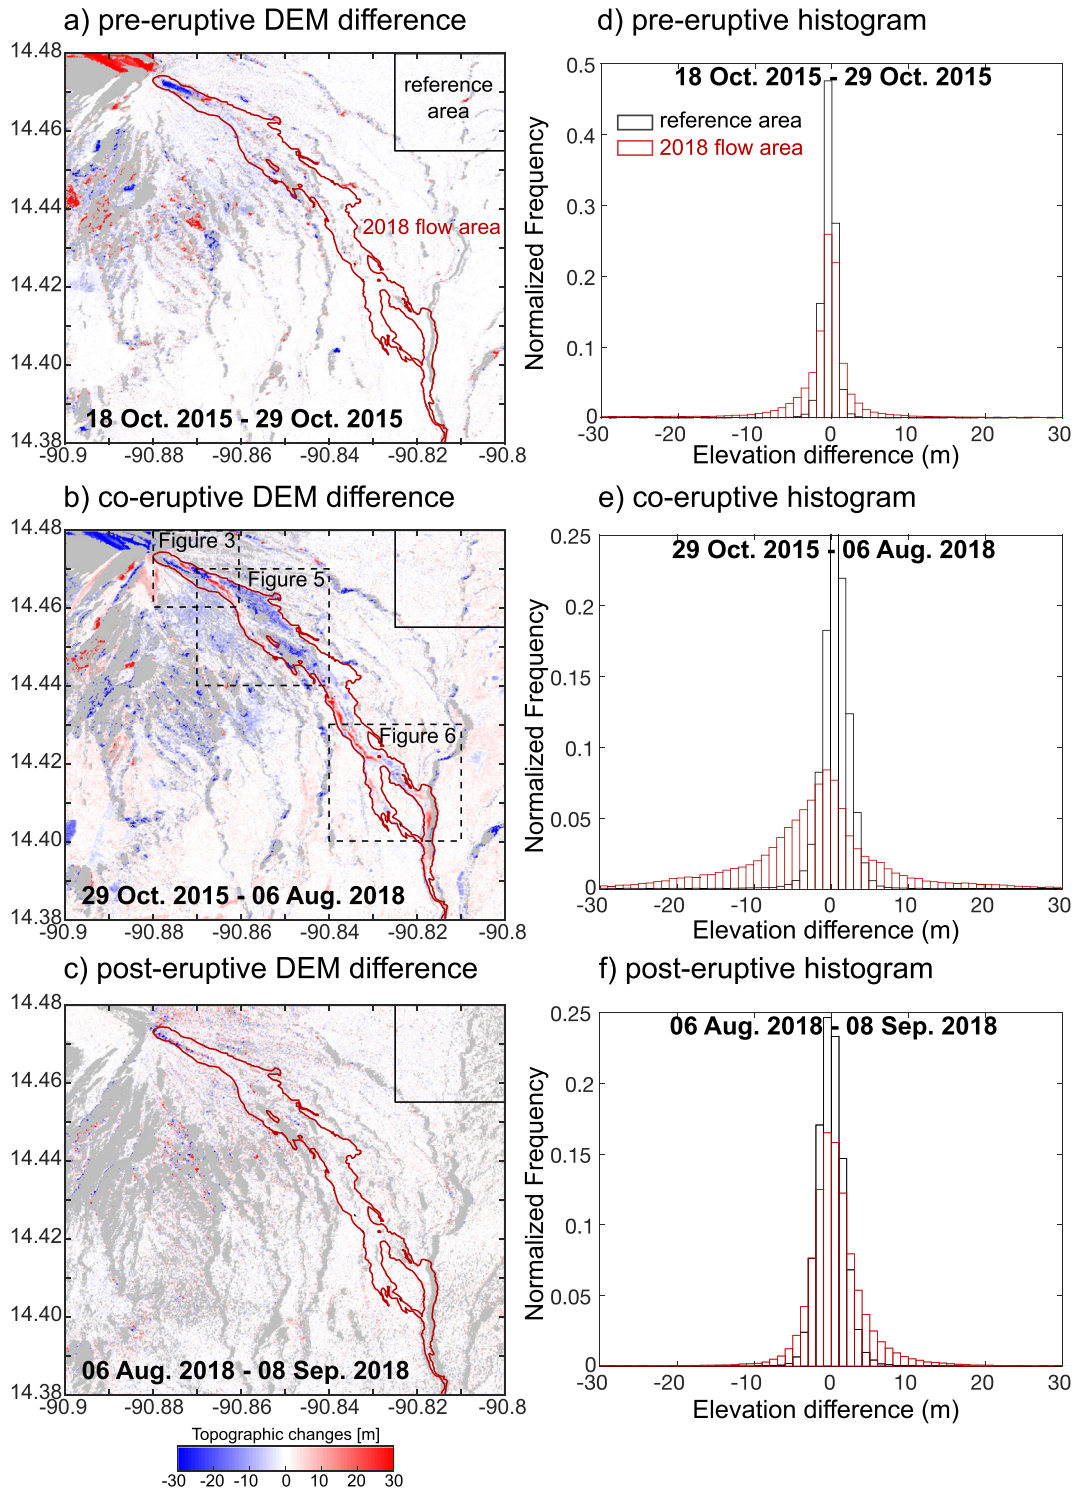 a) pre-eruptive DEM difference
14.48
14.46
14.44
14.42
14.40
14.38
reference
area
2018 flow area
18 Oct. 2015 - 29 Oct. 2015
-90.9 -90.88 -90.86 -90.84 -90.82 -90.8
d) pre-eruptive histogram
Normalized Frequency
0.5
0.4
0.3
0.2
0.1
0
18 Oct. 2015 - 29 Oct. 2015
reference area
2018 flow area
-30 -20 -10 0 10 20 30
Elevation difference (m)
b) co-eruptive DEM difference
14.48
14.46
14.44
14.42
14.40
14.38
Figure 3
Figure 5
Figure 6
29 Oct. 2015 - 06 Aug. 2018
-90.9 -90.88 -90.86 -90.84 -90.82 -90.8
e) co-eruptive histogram
Normalized Frequency
0.25
0.2
0.15
0.1
0.05
0
29 Oct. 2015 - 06 Aug. 2018
-30 -20 -10 0 10 20 30
Elevation difference (m)
c) post-eruptive DEM difference
14.48
14.46
14.44
14.42
14.40
14.38
06 Aug. 2018 - 08 Sep. 2018
-90.9 -90.88 -90.86 -90.84 -90.82 -90.8
Topographic changes [m]
-30 -20 -10 0 10 20 30
f) post-eruptive histogram
Normalized Frequency
0.25
0.2
0.15
0.1
0.05
0
06 Aug. 2018 - 08 Sep. 2018
-30 -20 -10 0 10 20 30
Elevation difference (m)